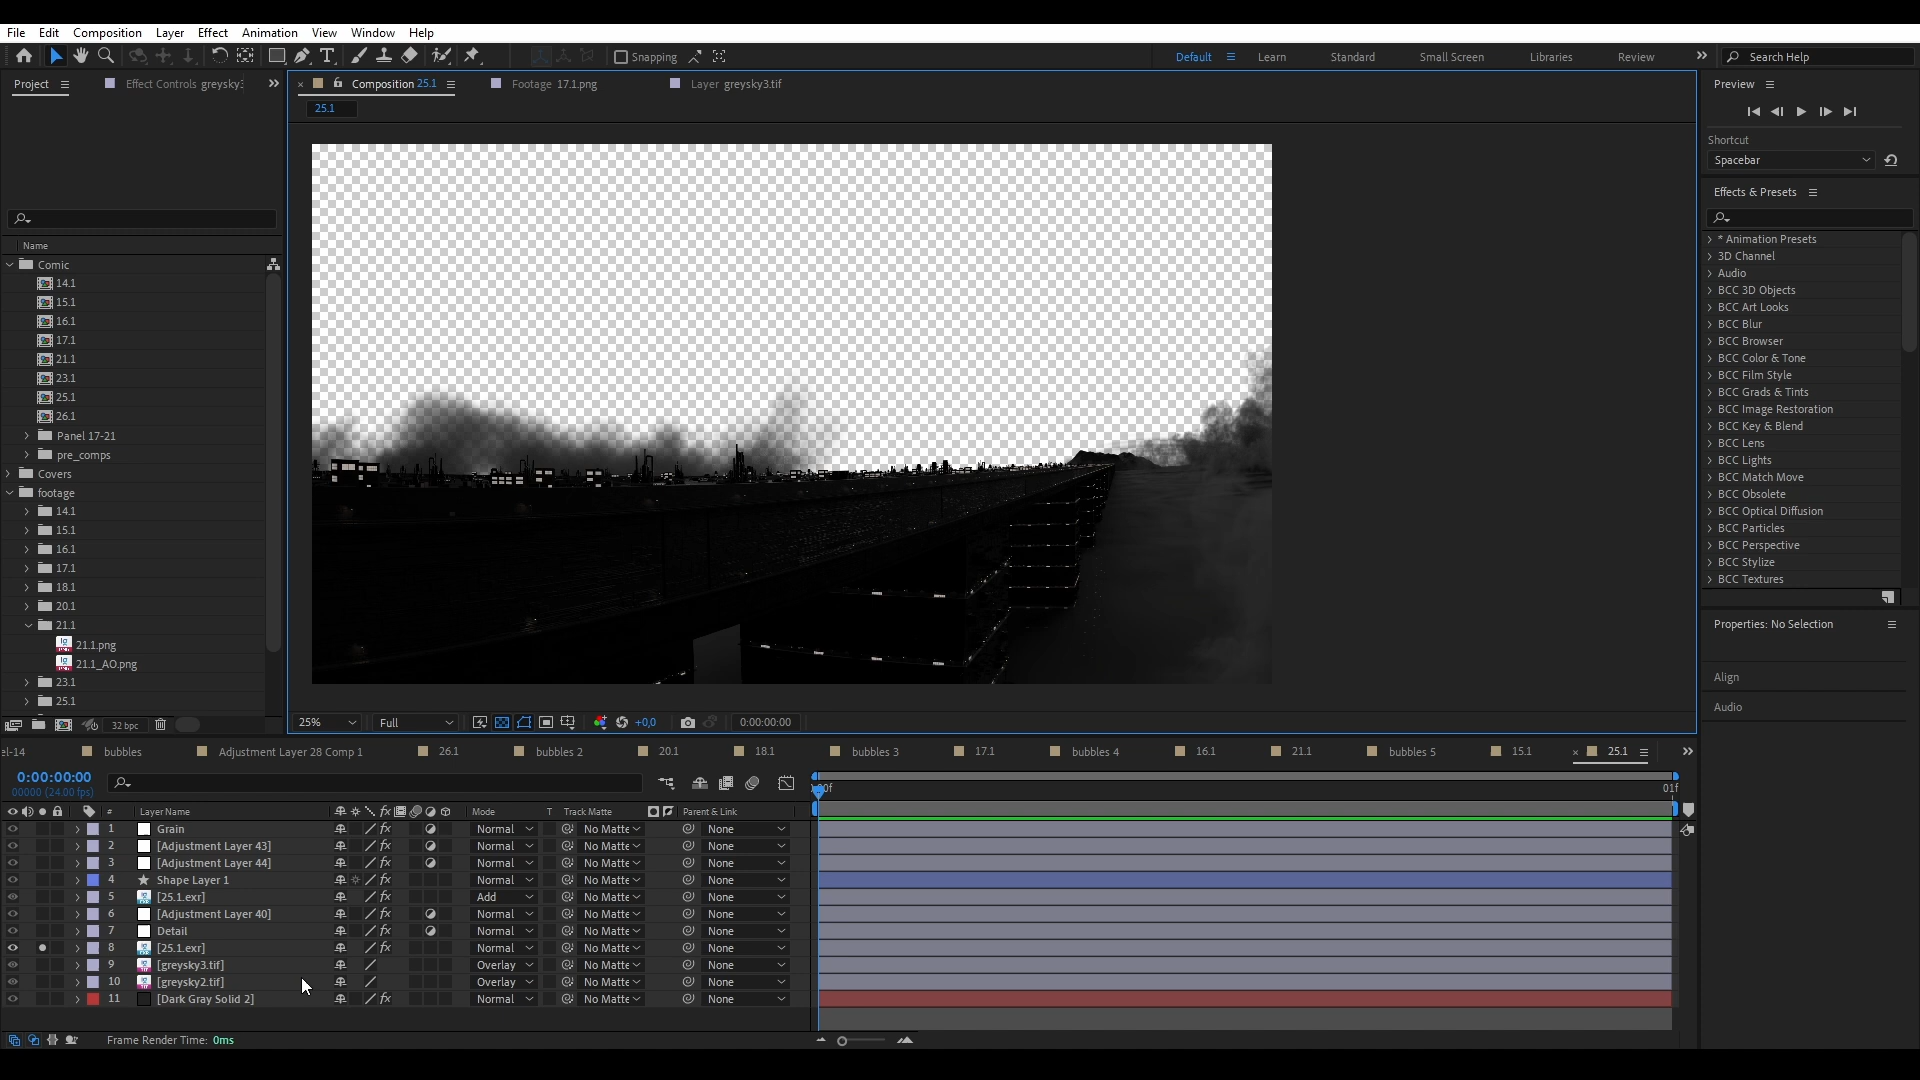 File Edit Composition Layer Effect Animation View Window Help
Snapping Default Learn Standard Small Screen Libraries Review Search Help
Project Effect Controls greysky3
Composition 25.1 Footage 17.1.png Layer greysky3.tif
25.1
Name
Comic
14.1
15.1
16.1
17.1
21.1
23.1
25.1
26.1
Panel 17-21
pre_comps
Covers
footage
14.1
15.1
16.1
17.1
18.1
20.1
21.1
21.1.png
21.1_AO.png
23.1
25.1
32 bpc
25% Full +0,0 0:00:00:00
Preview
Shortcut
Spacebar
Effects & Presets
* Animation Presets
3D Channel
Audio
BCC 3D Objects
BCC Art Looks
BCC Blur
BCC Browser
BCC Color & Tone
BCC Film Style
BCC Grads & Tints
BCC Image Restoration
BCC Key & Blend
BCC Lens
BCC Lights
BCC Match Move
BCC Obsolete
BCC Optical Diffusion
BCC Particles
BCC Perspective
BCC Stylize
BCC Textures
Properties: No Selection
Align
Audio
el-14 bubbles Adjustment Layer 28 Comp 1 26.1 bubbles 2 20.1 18.1 bubbles 3 17.1 bubbles 4 16.1 21.1 bubbles 5 15.1 25.1
0:00:00:00
00000 (24.00 fps)
00f 01f
# Layer Name Mode T Track Matte Parent & Link
1 Grain Normal No Matte None
2 [Adjustment Layer 43] Normal No Matte None
3 [Adjustment Layer 44] Normal No Matte None
4 Shape Layer 1 Normal No Matte None
5 [25.1.exr] Add No Matte None
6 [Adjustment Layer 40] Normal No Matte None
7 Detail Normal No Matte None
8 [25.1.exr] Normal No Matte None
9 [greysky3.tif] Overlay No Matte None
10 [greysky2.tif] Overlay No Matte None
11 [Dark Gray Solid 2] Normal No Matte None
Frame Render Time: 0ms